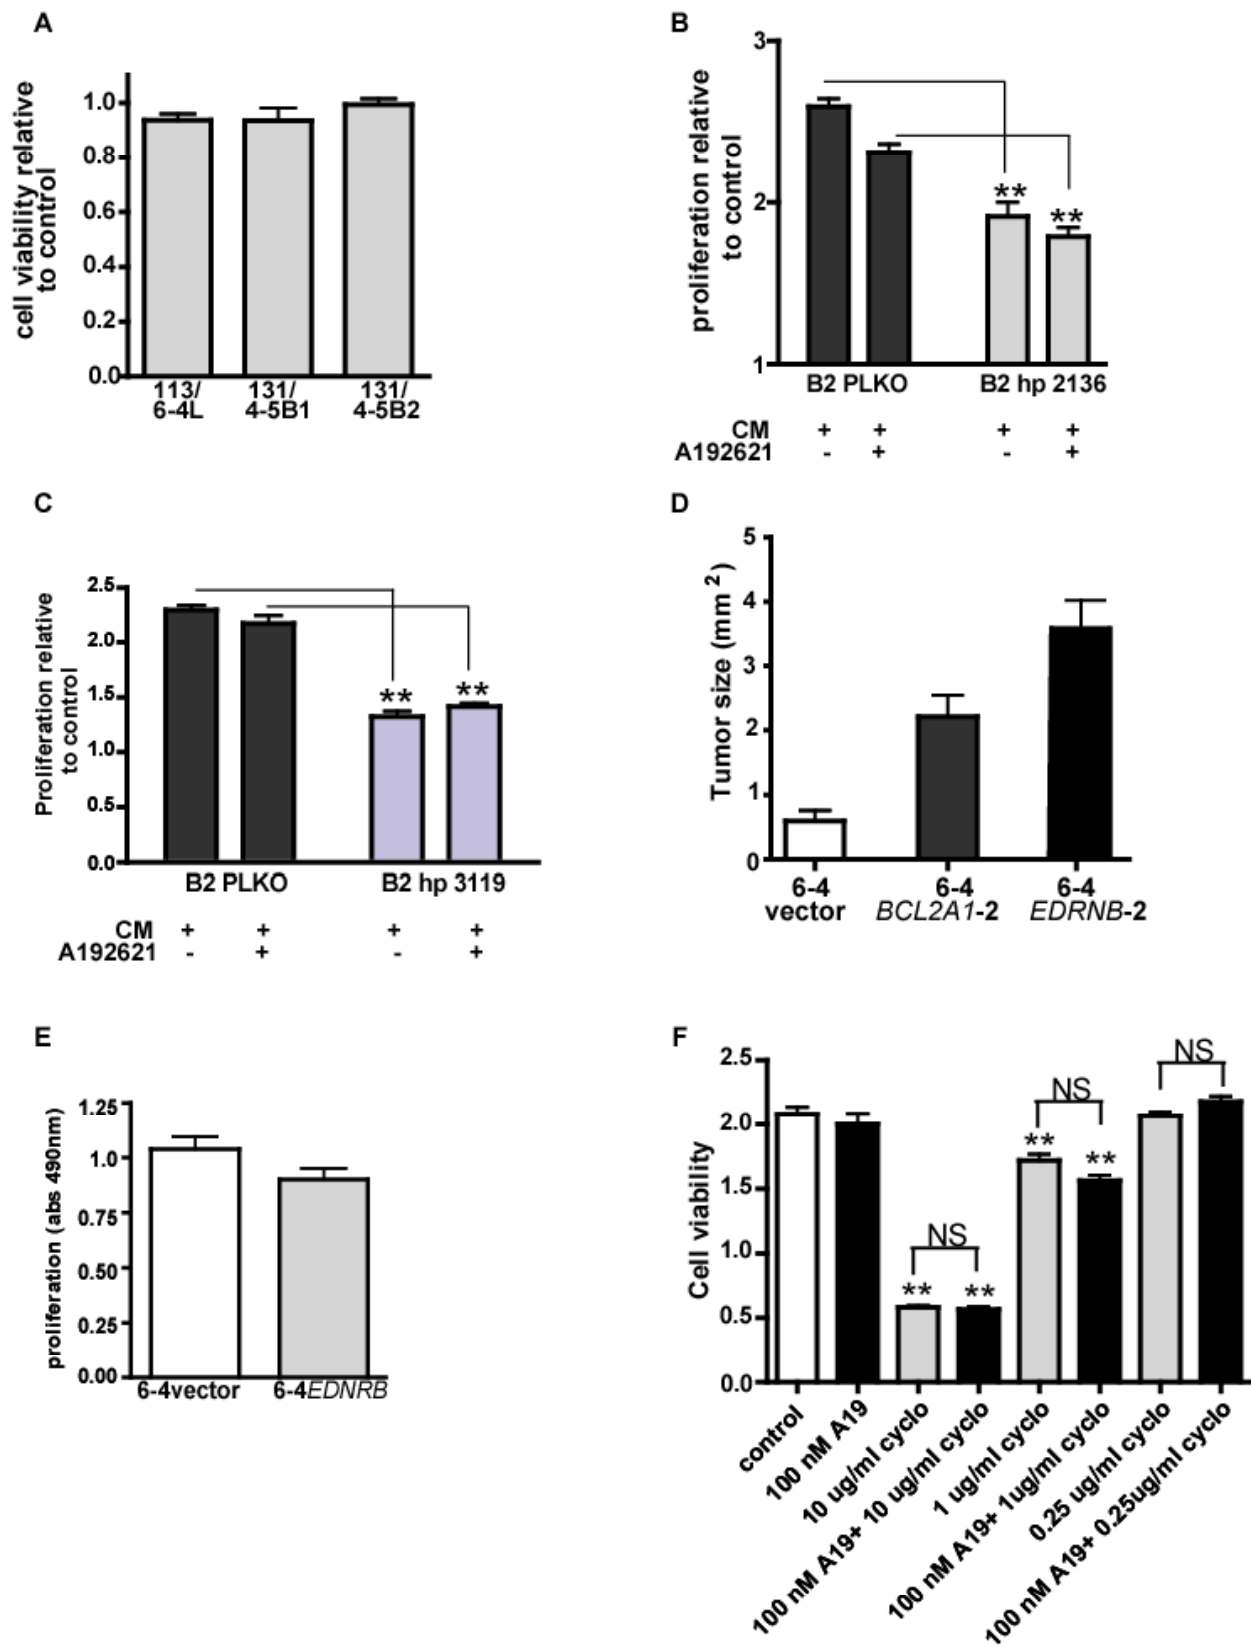 A
cell viability relative
to control
1.0
0.8
0.6
0.4
0.2
0.0
113/
6-4L
131/
4-5B1
131/
4-5B2
B
proliferation relative
to control
3
2
1
**
**
B2 PLKO
B2 hp 2136
CM + + + +
A192621 - + - +
C
Proliferation relative
to control
2.5
2.0
1.5
1.0
0.5
0.0
**
**
B2 PLKO
B2 hp 3119
CM + + + +
A192621 - + - +
D
Tumor size (mm 2)
5
4
3
2
1
0
6-4
vector
6-4
BCL2A1-2
6-4
EDRNB-2
E
proliferation (abs 490nm)
1.25
1.0
0.75
0.50
0.25
0.00
6-4vector
6-4EDNRB
F
Cell viability
2.5
2.0
1.5
1.0
0.5
0.0
NS
** **
NS
** **
NS
control
100 nM A19
10 ug/ml cyclo
100 nM A19+ 10 ug/ml cyclo
1 ug/ml cyclo
100 nM A19+ 1ug/ml cyclo
0.25 ug/ml cyclo
100 nM A19+ 0.25ug/ml cyclo